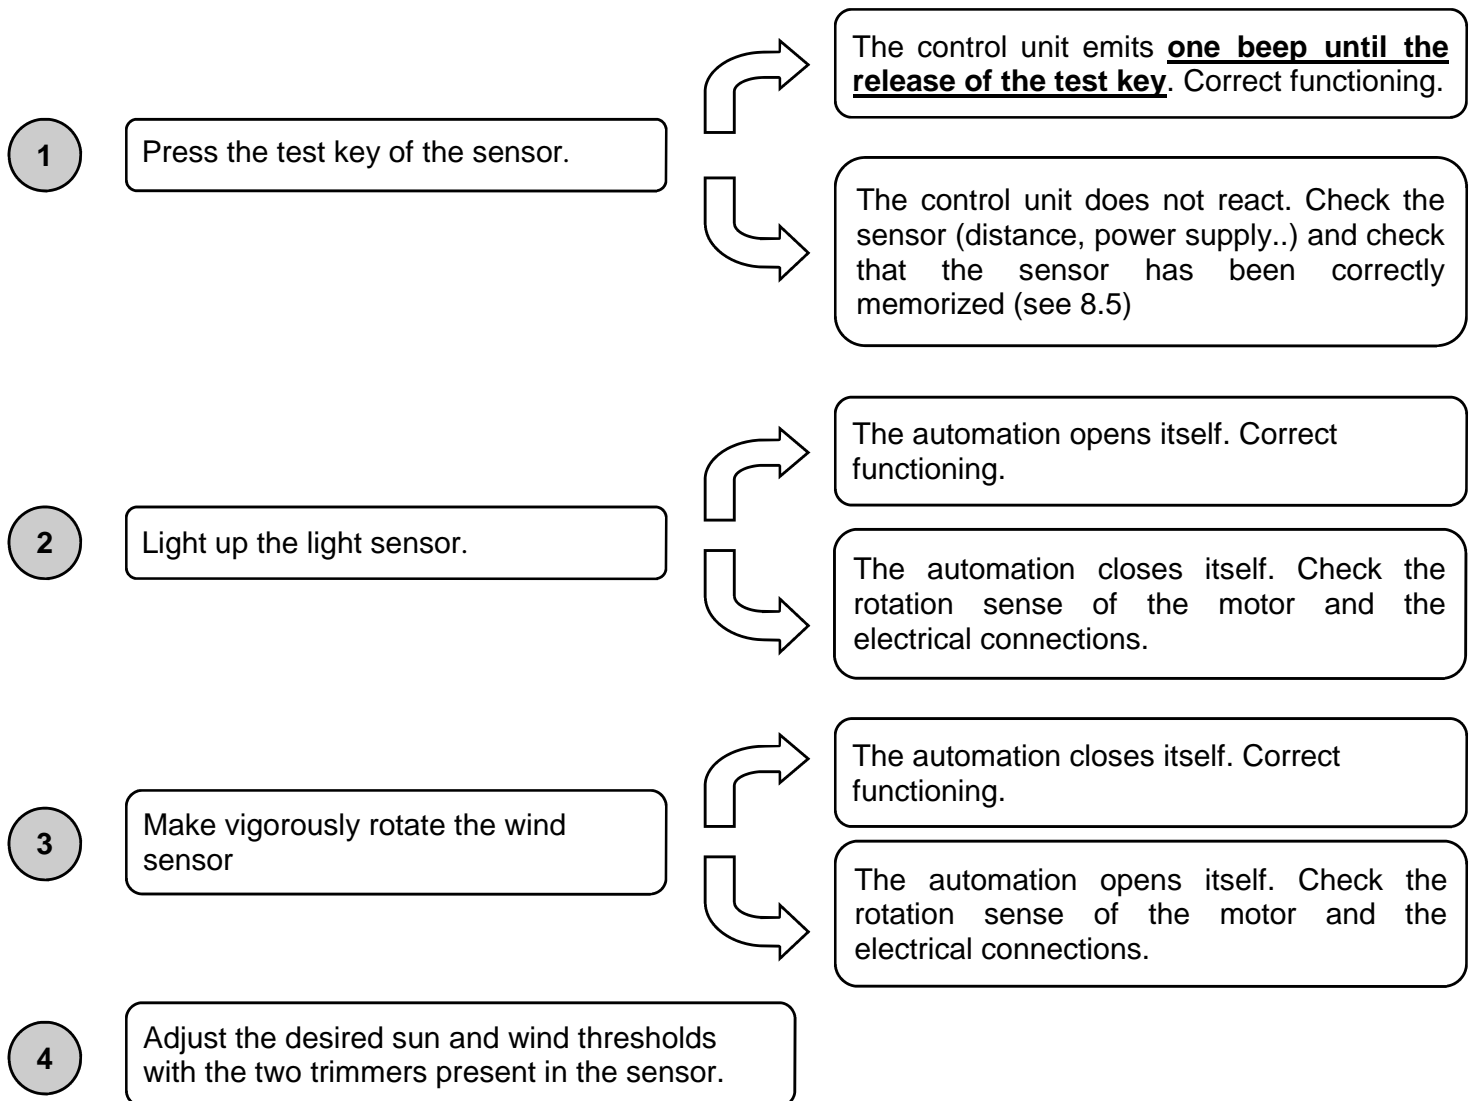 1
Press the test key of the sensor.
The control unit emits one beep until the
release of the test key. Correct functioning.
The control unit does not react. Check the
sensor (distance, power supply..) and check
that the sensor has been correctly
memorized (see 8.5)
2
Light up the light sensor.
The automation opens itself. Correct
functioning.
The automation closes itself. Check the
rotation sense of the motor and the
electrical connections.
3
Make vigorously rotate the wind
sensor
The automation closes itself. Correct
functioning.
The automation opens itself. Check the
rotation sense of the motor and the
electrical connections.
4
Adjust the desired sun and wind thresholds
with the two trimmers present in the sensor.